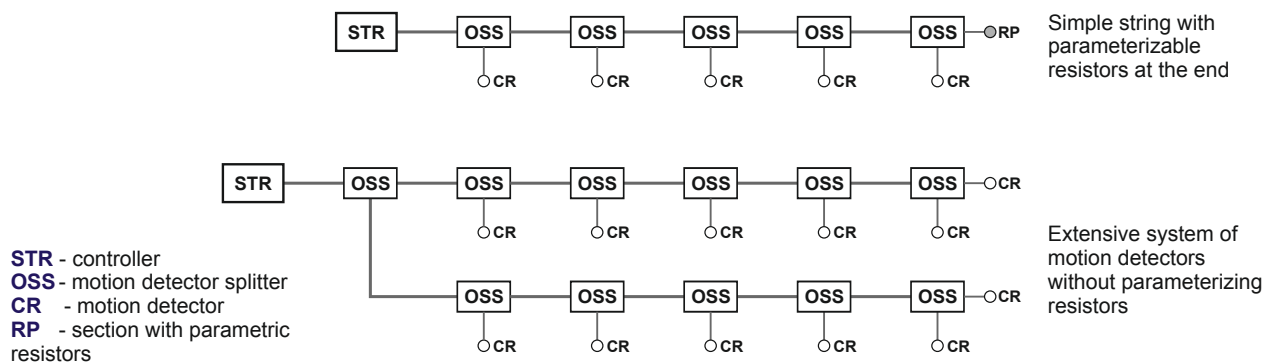 STR OSS OSS OSS OSS OSS RP
CR CR CR CR CR
Simple string with
parameterizable
resistors at the end
STR OSS OSS OSS OSS OSS OSS CR
CR CR CR CR CR
OSS OSS OSS OSS OSS CR
CR CR CR CR CR
Extensive system of
motion detectors
without parameterizing
resistors
STR - controller
OSS - motion detector splitter
CR - motion detector
RP - section with parametric
resistors